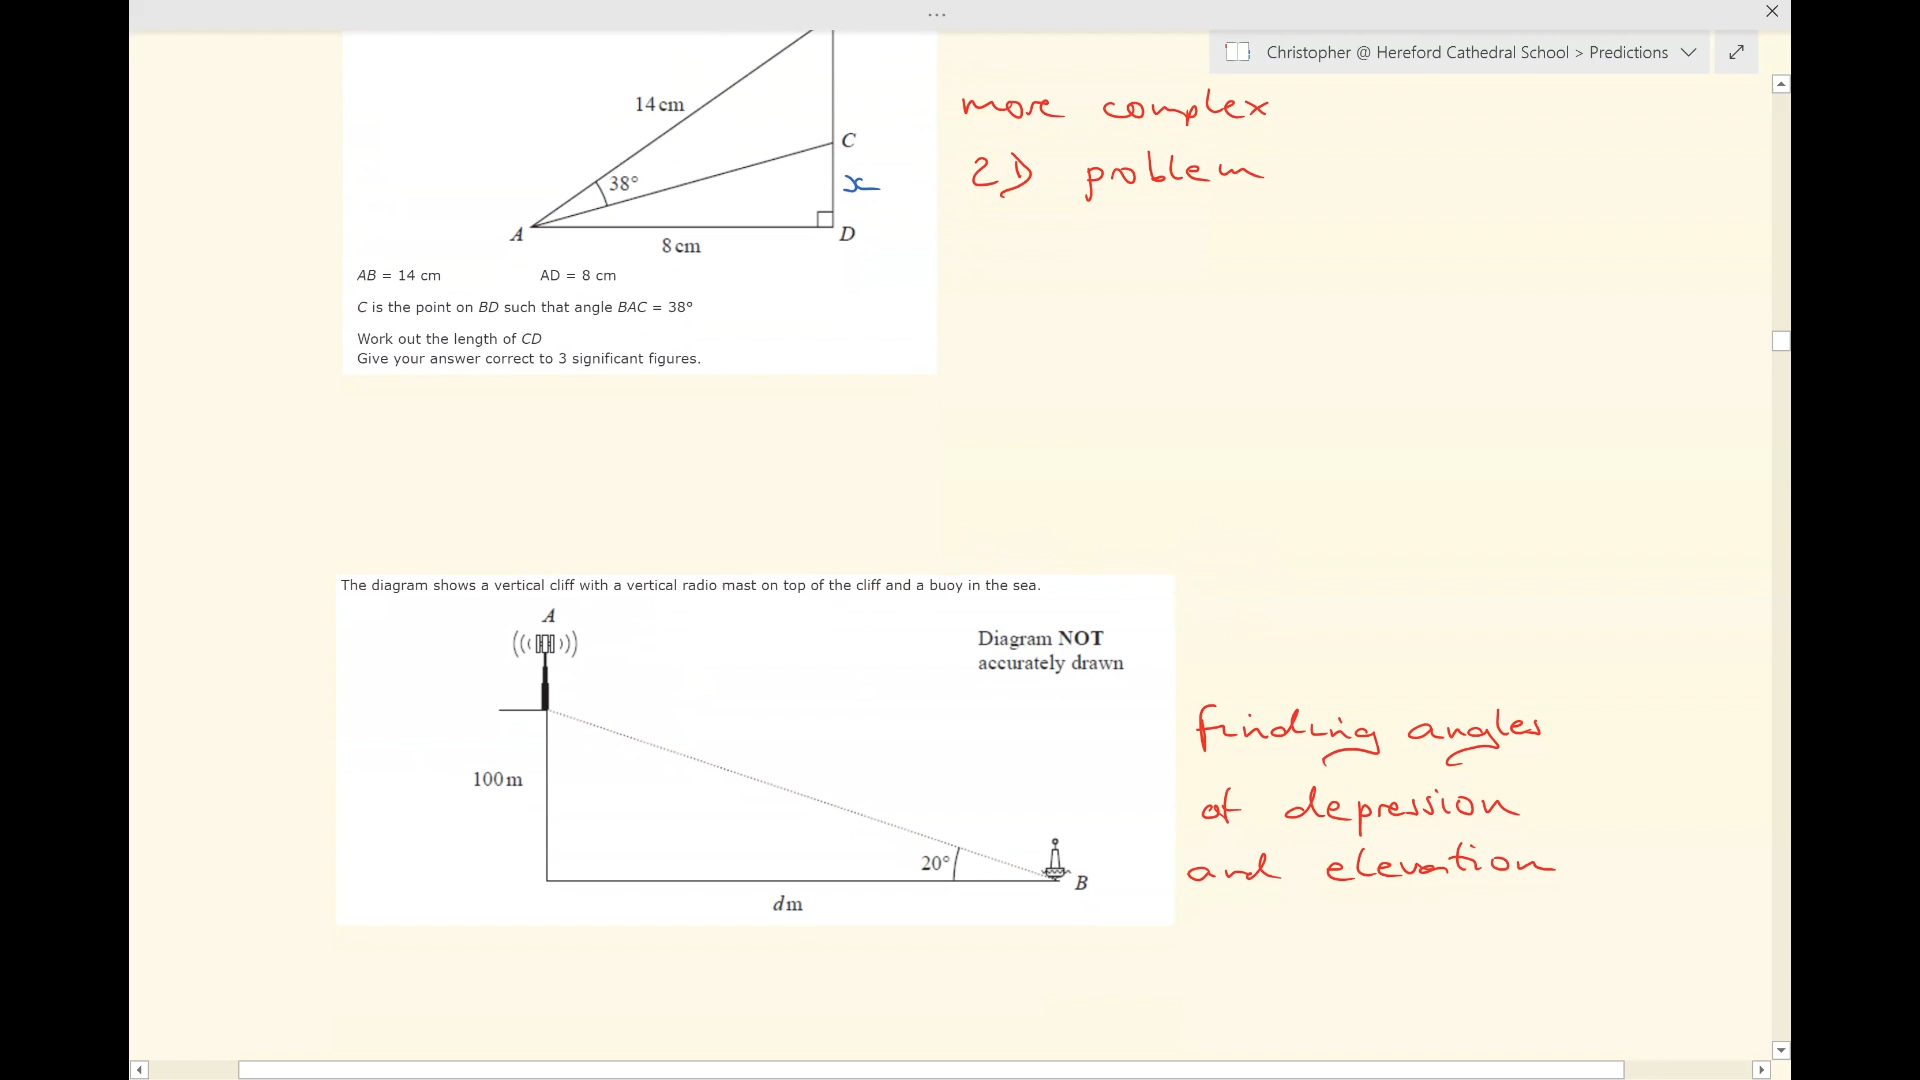 ...
Christopher @ Hereford Cathedral School > Predictions
14 cm
more complex
C
2D problem
38°
x
A
D
8 cm
AB = 14 cm AD = 8 cm
C is the point on BD such that angle BAC = 38°
Work out the length of CD
Give your answer correct to 3 significant figures.
The diagram shows a vertical cliff with a vertical radio mast on top of the cliff and a buoy in the sea.
A
Diagram NOT
accurately drawn
finding angles
100 m
of depression
20°
and elevation
B
d m